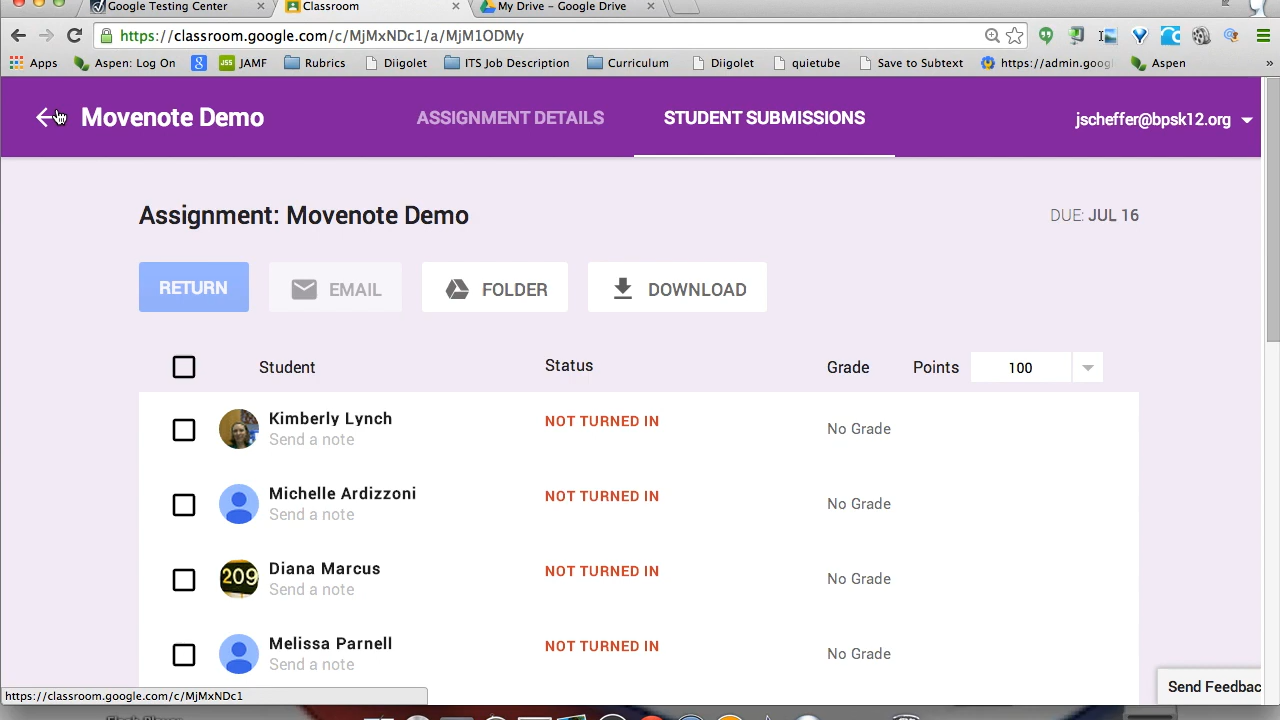 Google Testing Center
Classroom
My Drive – Google Drive
https://classroom.google.com/c/MjMxNDc1/a/MjM1ODMy
Apps
Aspen: Log On
JAMF
Rubrics
Diigolet
ITS Job Description
Curriculum
Diigolet
quietube
Save to Subtext
https://admin.goog
Aspen
»
Movenote Demo
ASSIGNMENT DETAILS
STUDENT SUBMISSIONS
jscheffer@bpsk12.org
Assignment: Movenote Demo
DUE: JUL 16
RETURN
EMAIL
FOLDER
DOWNLOAD
Student
Status
Grade
Points
100
Kimberly Lynch
NOT TURNED IN
No Grade
Send a note
Michelle Ardizzoni
NOT TURNED IN
No Grade
Send a note
209
Diana Marcus
NOT TURNED IN
No Grade
Send a note
Melissa Parnell
NOT TURNED IN
No Grade
Send a note
Send Feedbac
https://classroom.google.com/c/MjMxNDc1